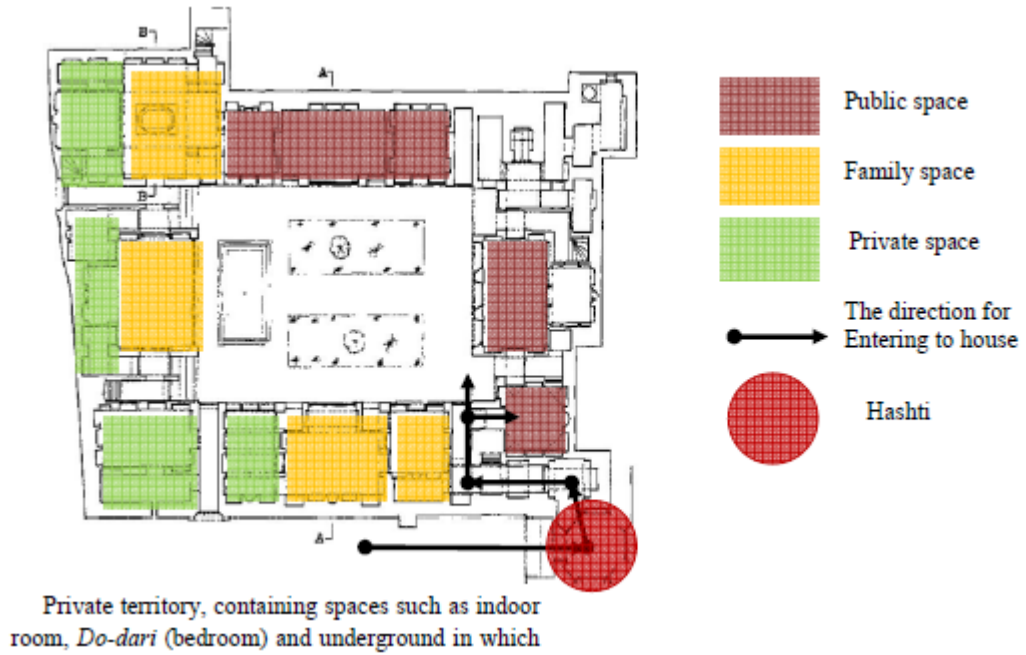 B
A
B
A
Public space
Family space
Private space
The direction for
Entering to house
Hashti
Private territory, containing spaces such as indoor
room, Do-dari (bedroom) and underground in which